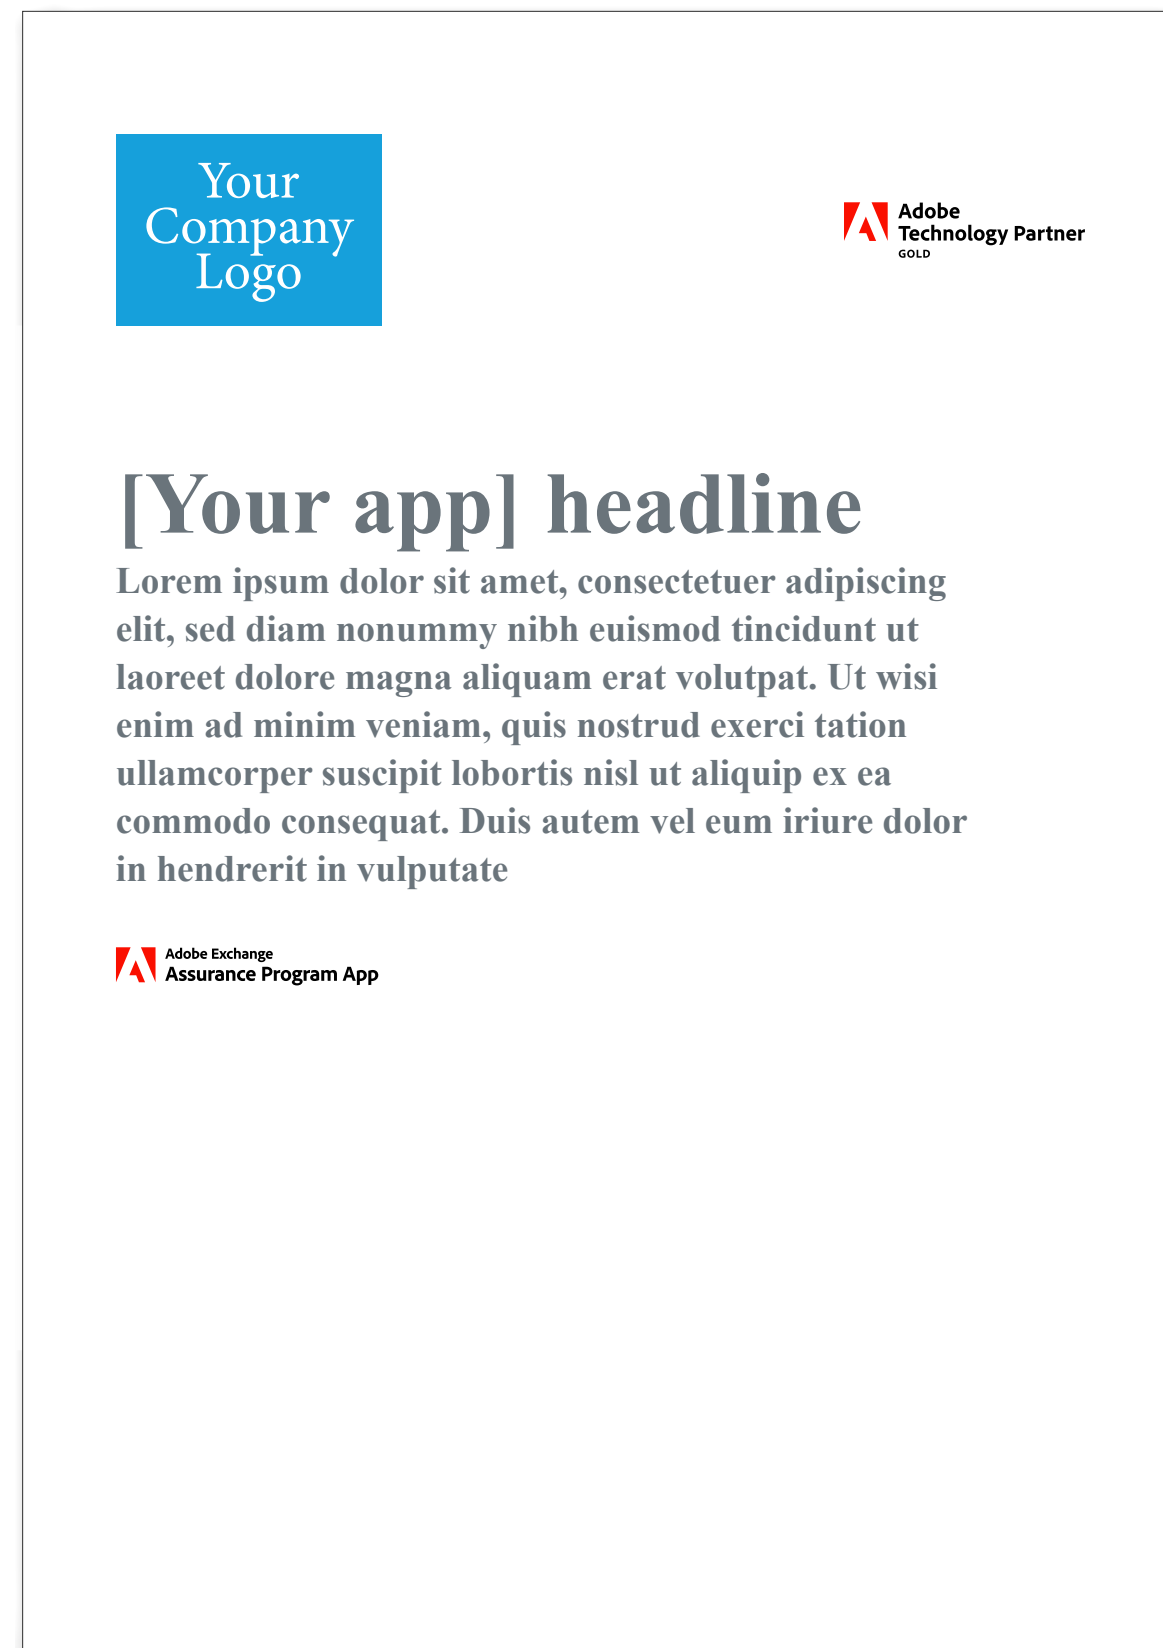 Your
Company
Logo
Adobe
Technology Partner
GOLD
[Your app] headline
Lorem ipsum dolor sit amet, consectetuer adipiscing
elit, sed diam nonummy nibh euismod tincidunt ut
laoreet dolore magna aliquam erat volutpat. Ut wisi
enim ad minim veniam, quis nostrud exerci tation
ullamcorper suscipit lobortis nisl ut aliquip ex ea
commodo consequat. Duis autem vel eum iriure dolor
in hendrerit in vulputate
Adobe Exchange
Assurance Program App